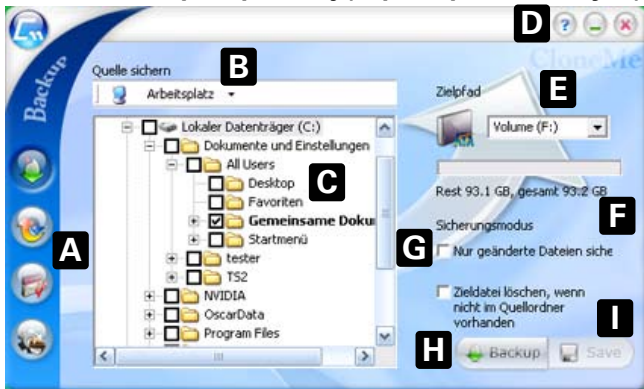 D
CloneMe
Backup
Quelle sichern
B
Arbeitsplatz
Zielpfad
E
Volume (F:)
Lokaler Datenträger (C:)
Dokumente und Einstellungen
All Users
Desktop
C
Favoriten
Gemeinsame Doku
Startmenü
tester
TS2
NVIDIA
OscarData
Program Files
A
Rest 93.1 GB, gesamt 93.2 GB
F
Sicherungsmodus
G
Nur geänderte Dateien siche
Zieldatei löschen, wenn
nicht im Quellordner
vorhanden
I
H
Backup
Save